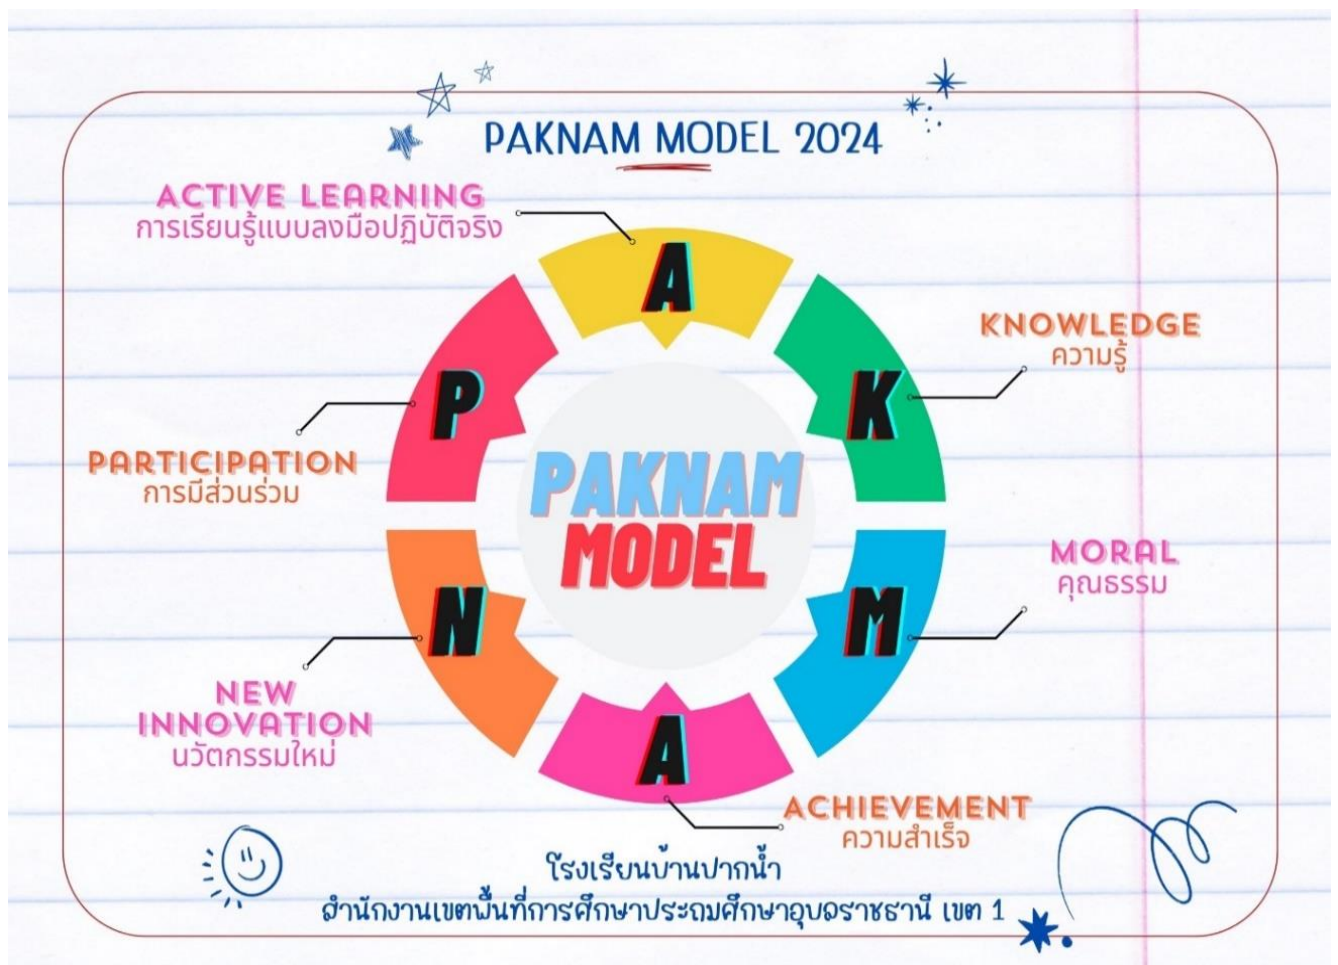 PAKNAM MODEL 2024
ACTIVE LEARNING
การเรียนรู้แบบลงมือปฏิบัติจริง
A
KNOWLEDGE
ความรู้
P
K
PARTICIPATION
การมีส่วนร่วม
PAKNAM
MODEL
MORAL
คุณธรรม
N
M
NEW
INNOVATION
นวัตกรรมใหม่
A
ACHIEVEMENT
ความสำเร็จ
โรงเรียนบ้านปากน้ำ
สำนักงานเขตพื้นที่การศึกษาประถมศึกษาอุบลราชธานี เขต 1